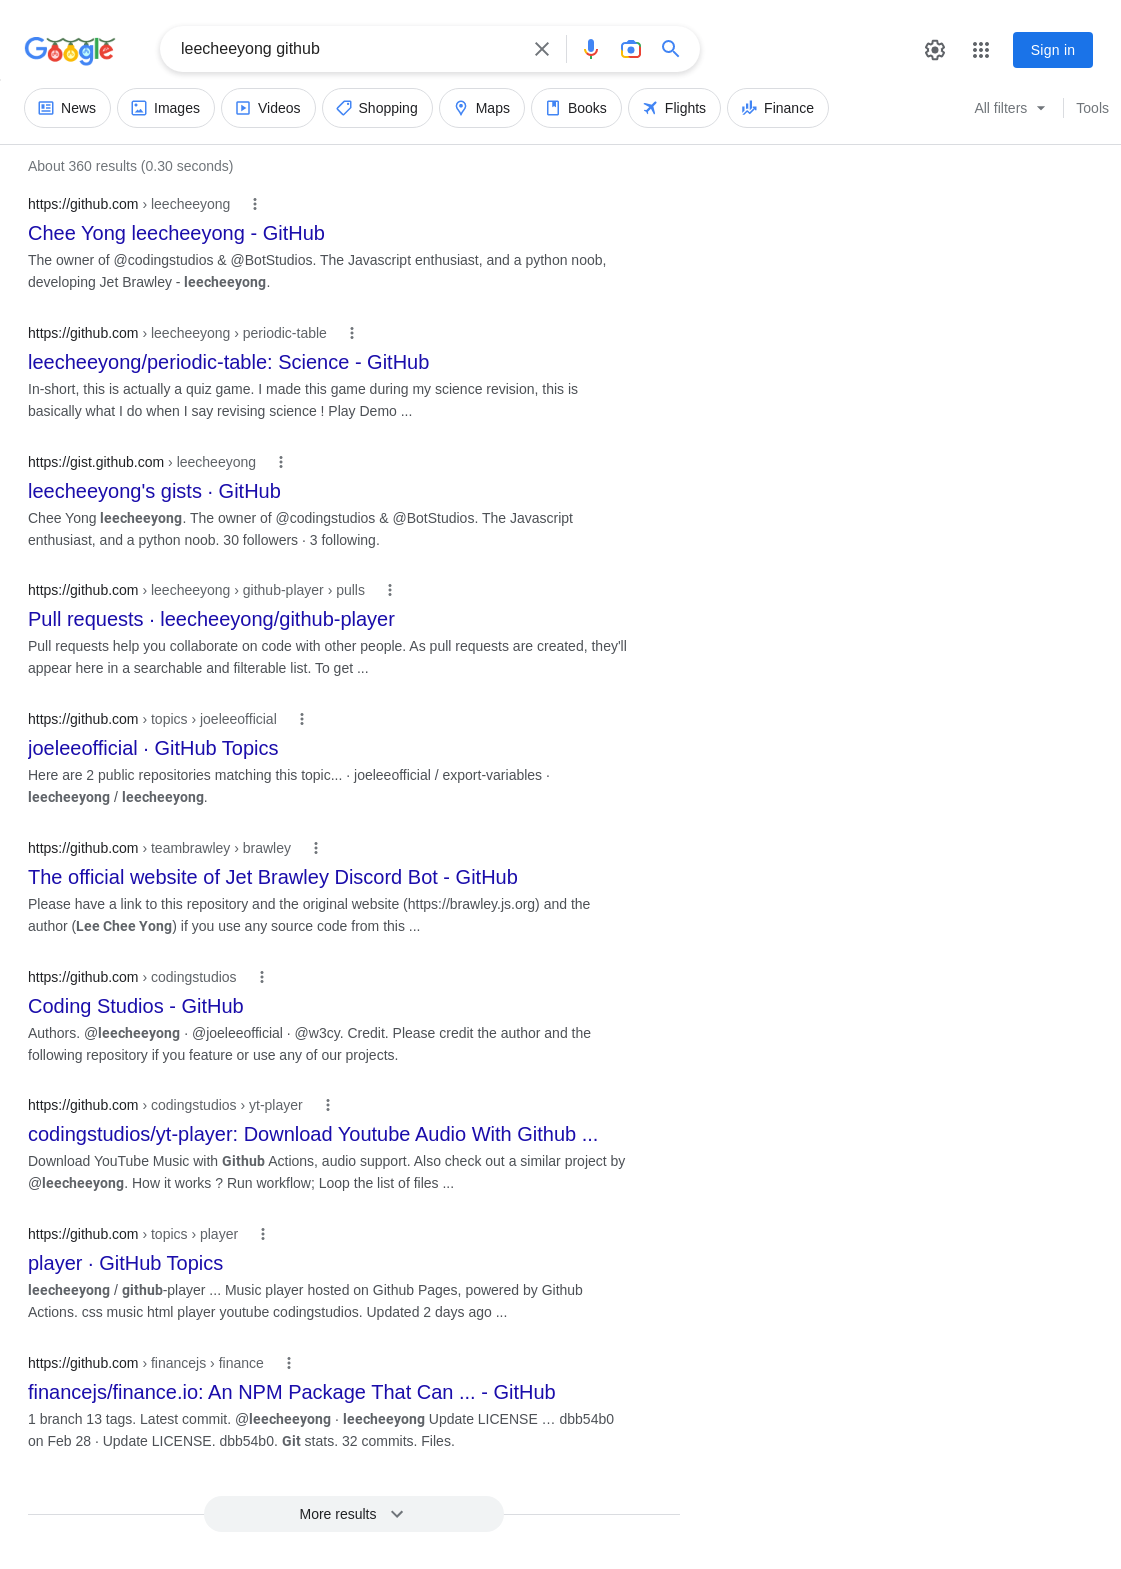 Google
leecheeyong github
Sign in
News Images Videos Shopping Maps Books Flights Finance All filters Tools
About 360 results (0.30 seconds)
https://github.com › leecheeyong
Chee Yong leecheeyong - GitHub
The owner of @codingstudios & @BotStudios. The Javascript enthusiast, and a python noob,
developing Jet Brawley - leecheeyong.
https://github.com › leecheeyong › periodic-table
leecheeyong/periodic-table: Science - GitHub
In-short, this is actually a quiz game. I made this game during my science revision, this is
basically what I do when I say revising science ! Play Demo ...
https://gist.github.com › leecheeyong
leecheeyong's gists · GitHub
Chee Yong leecheeyong. The owner of @codingstudios & @BotStudios. The Javascript
enthusiast, and a python noob. 30 followers · 3 following.
https://github.com › leecheeyong › github-player › pulls
Pull requests · leecheeyong/github-player
Pull requests help you collaborate on code with other people. As pull requests are created, they'll
appear here in a searchable and filterable list. To get ...
https://github.com › topics › joeleeofficial
joeleeofficial · GitHub Topics
Here are 2 public repositories matching this topic... · joeleeofficial / export-variables ·
leecheeyong / leecheeyong.
https://github.com › teambrawley › brawley
The official website of Jet Brawley Discord Bot - GitHub
Please have a link to this repository and the original website (https://brawley.js.org) and the
author (Lee Chee Yong) if you use any source code from this ...
https://github.com › codingstudios
Coding Studios - GitHub
Authors. @leecheeyong · @joeleeofficial · @w3cy. Credit. Please credit the author and the
following repository if you feature or use any of our projects.
https://github.com › codingstudios › yt-player
codingstudios/yt-player: Download Youtube Audio With Github ...
Download YouTube Music with Github Actions, audio support. Also check out a similar project by
@leecheeyong. How it works ? Run workflow; Loop the list of files ...
https://github.com › topics › player
player · GitHub Topics
leecheeyong / github-player ... Music player hosted on Github Pages, powered by Github
Actions. css music html player youtube codingstudios. Updated 2 days ago ...
https://github.com › financejs › finance
financejs/finance.io: An NPM Package That Can ... - GitHub
1 branch 13 tags. Latest commit. @leecheeyong · leecheeyong Update LICENSE … dbb54b0
on Feb 28 · Update LICENSE. dbb54b0. Git stats. 32 commits. Files.
More results